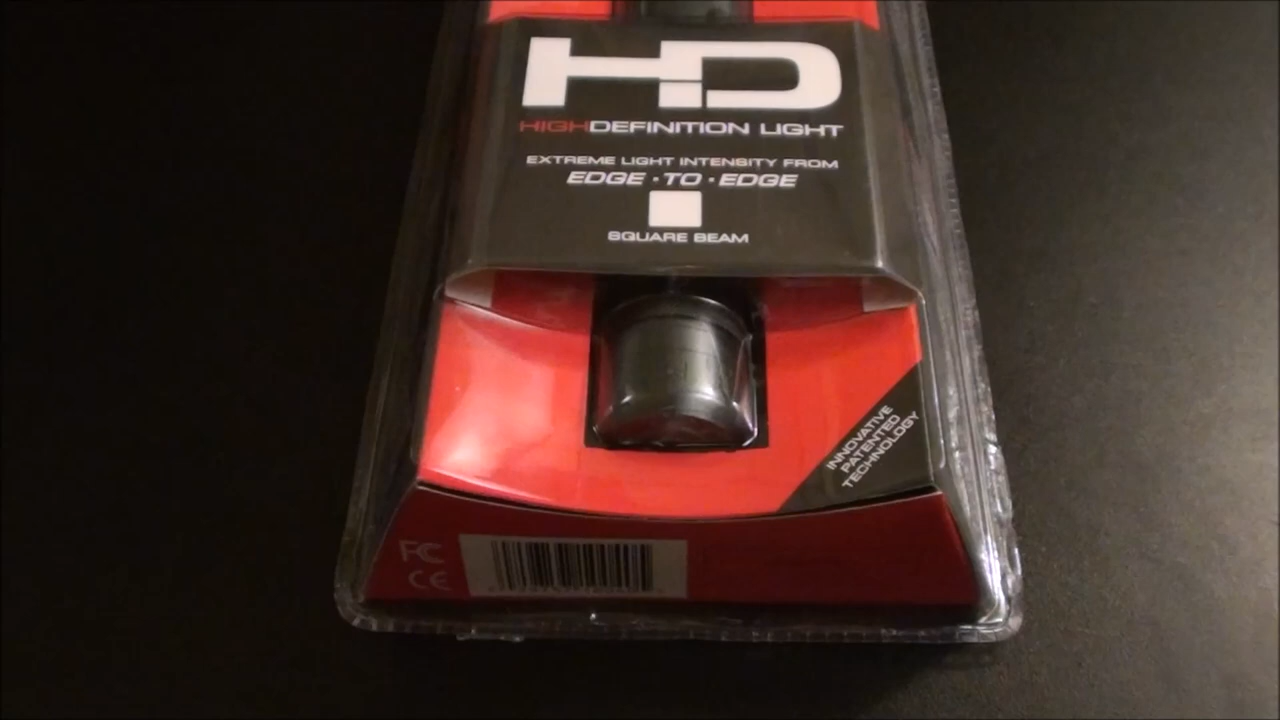 HD
HIGHDEFINITION LIGHT
EXTREME LIGHT INTENSITY FROM
EDGE·TO·EDGE
SQUARE BEAM
INNOVATIVE
PATENTED
TECHNOLOGY
FC
CE